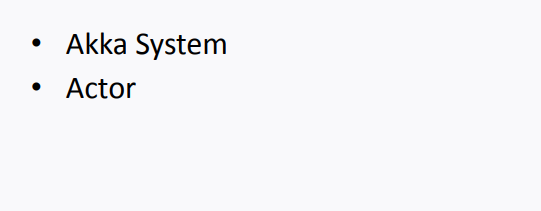 • Akka System
• Actor